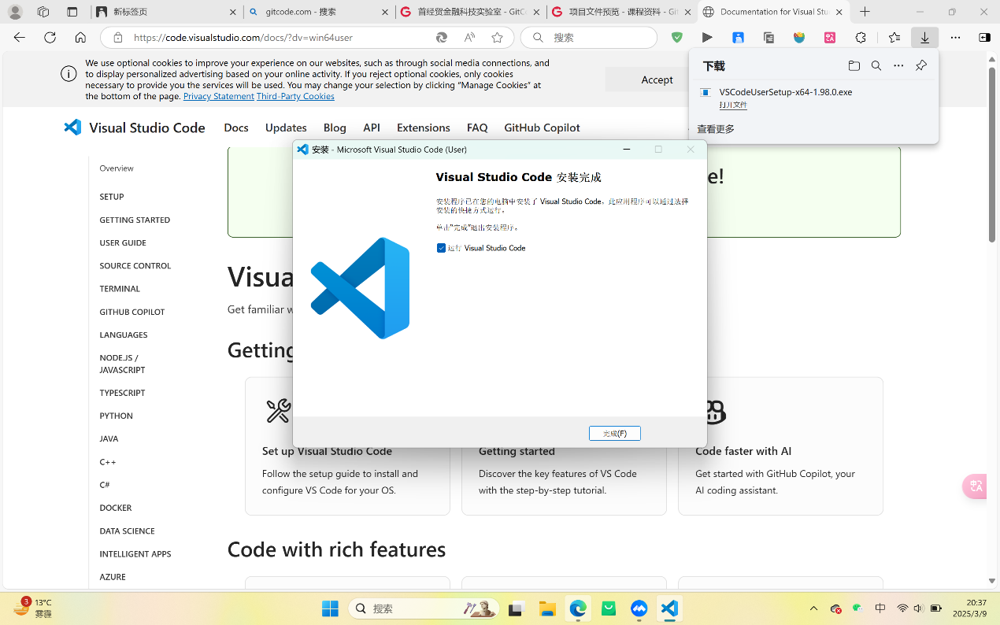 新标签页
gitcode.com - 搜索
首经贸金融科技实验室 - GitCo
项目文件预览 - 课程资料 - Git
Documentation for Visual Stu
https://code.visualstudio.com/docs/?dv=win64user
搜索
We use optional cookies to improve your experience on our websites, such as through social media connections, and
to display personalized advertising based on your online activity. If you reject optional cookies, only cookies
necessary to provide you the services will be used. You may change your selection by clicking “Manage Cookies” at
the bottom of the page. Privacy Statement Third-Party Cookies
Accept
下载
VSCodeUserSetup-x64-1.98.0.exe
打开文件
查看更多
Visual Studio Code
Docs
Updates
Blog
API
Extensions
FAQ
GitHub Copilot
安装 - Microsoft Visual Studio Code (User)
Visual Studio Code 安装完成
安装程序已在您的电脑中安装了 Visual Studio Code。此应用程序可以通过选择
安装的快捷方式运行。
单击"完成"退出安装程序。
运行 Visual Studio Code
完成(F)
e!
Overview
SETUP
GETTING STARTED
USER GUIDE
SOURCE CONTROL
TERMINAL
GITHUB COPILOT
LANGUAGES
NODE.JS /
JAVASCRIPT
TYPESCRIPT
PYTHON
JAVA
C++
C#
DOCKER
DATA SCIENCE
INTELLIGENT APPS
AZURE
Visua
Get familiar w
Getting
Set up Visual Studio Code
Follow the setup guide to install and
configure VS Code for your OS.
Getting started
Discover the key features of VS Code
with the step-by-step tutorial.
Code faster with AI
Get started with GitHub Copilot, your
AI coding assistant.
Code with rich features
3
13°C
雾霾
搜索
中
20:37
2025/3/9